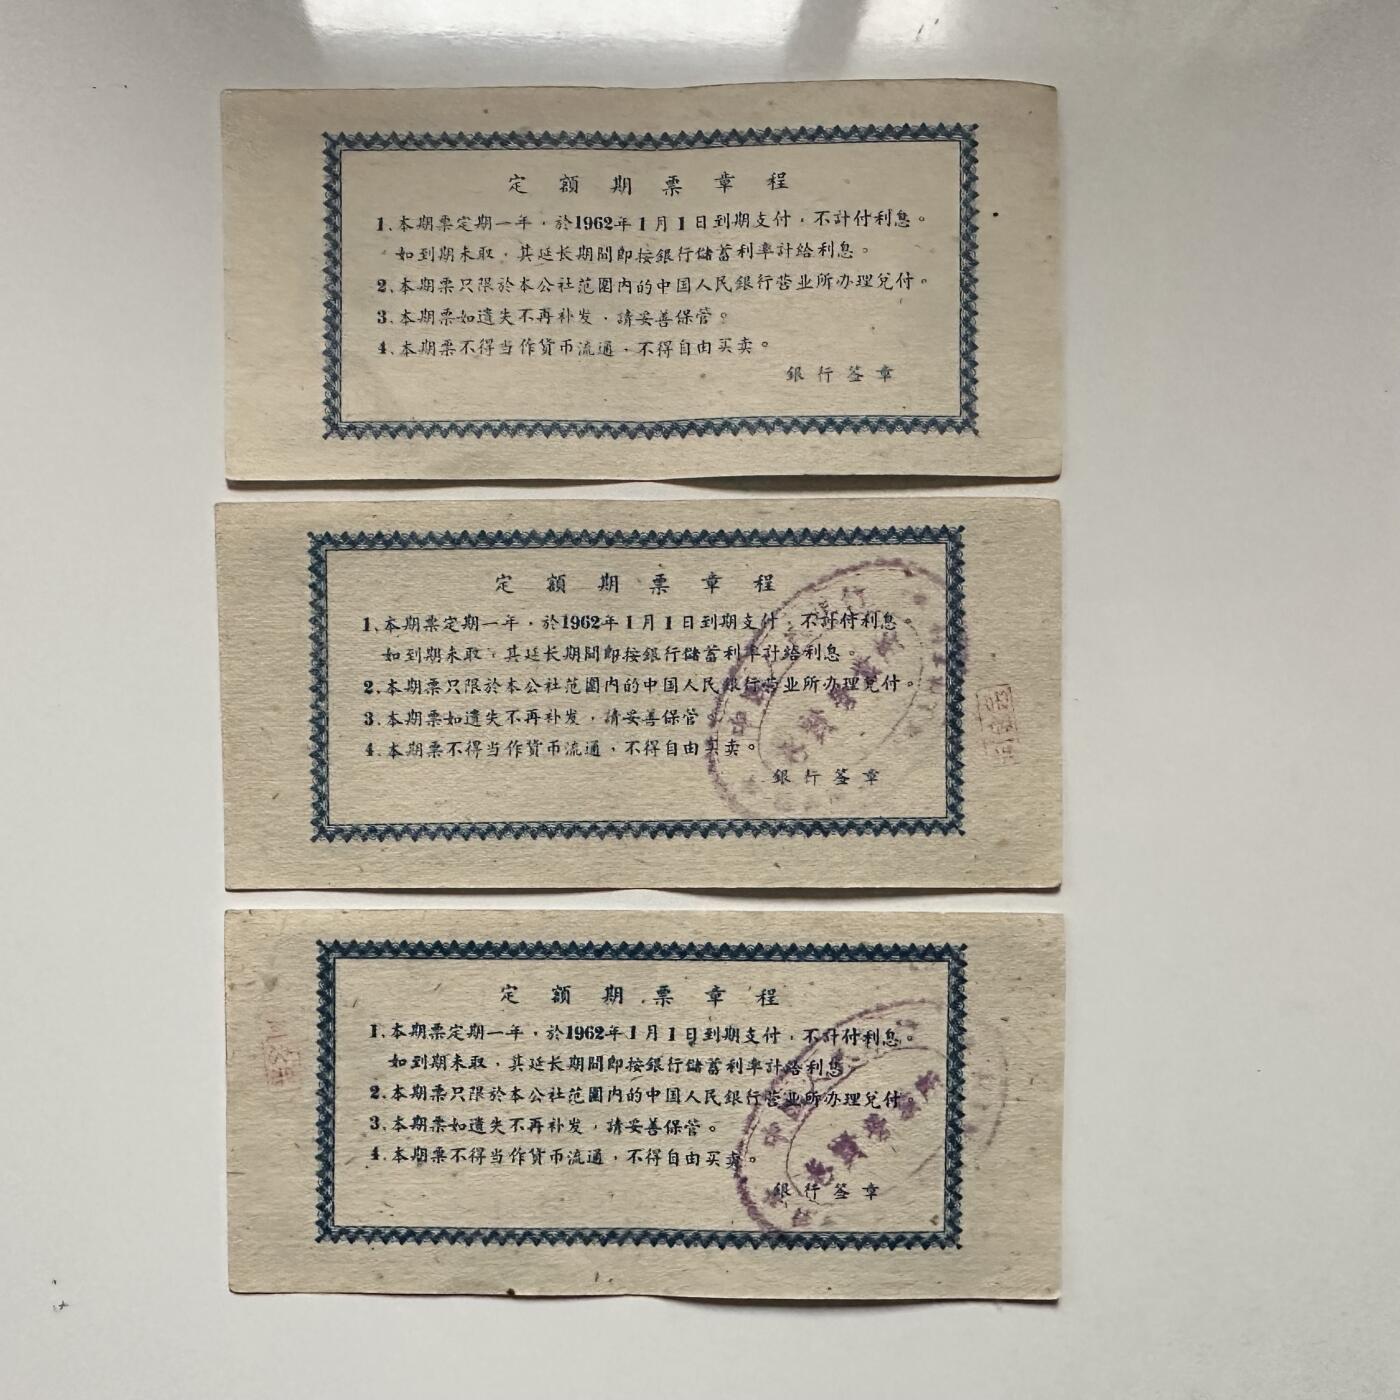 定額期票章程
1、本期票定期一年，於1962年1月1日到期支付，不計付利息。
如到期未取，其延长期間即按銀行儲蓄利率計給利息。
2、本期票只限於本公社范圍内的中国人民銀行营业所办理兌付。
3、本期票如遺失不再补发，請妥善保管。
4、本期票不得当作貨币流通，不得自由买卖。
銀行签章
定額期票章程
1、本期票定期一年，於1962年1月1日到期支付，不計付利息。
如到期未取，其延长期間即按銀行儲蓄利率計給利息。
2、本期票只限於本公社范圍内的中国人民銀行营业所办理兌付。
3、本期票如遺失不再补发，請妥善保管
4、本期票不得当作貨币流通，不得自由买卖。
銀行签章
定額期票章程
1、本期票定期一年，於1962年1月1日到期支付，不計付利息。
如到期未取，其延长期間即按銀行儲蓄利率計給利息。
2、本期票只限於本公社范圍内的中国人民銀行营业所办理兌付。
3、本期票如遺失不再补发，請妥善保管。
4、本期票不得当作貨币流通，不得自由买卖。
銀行签章